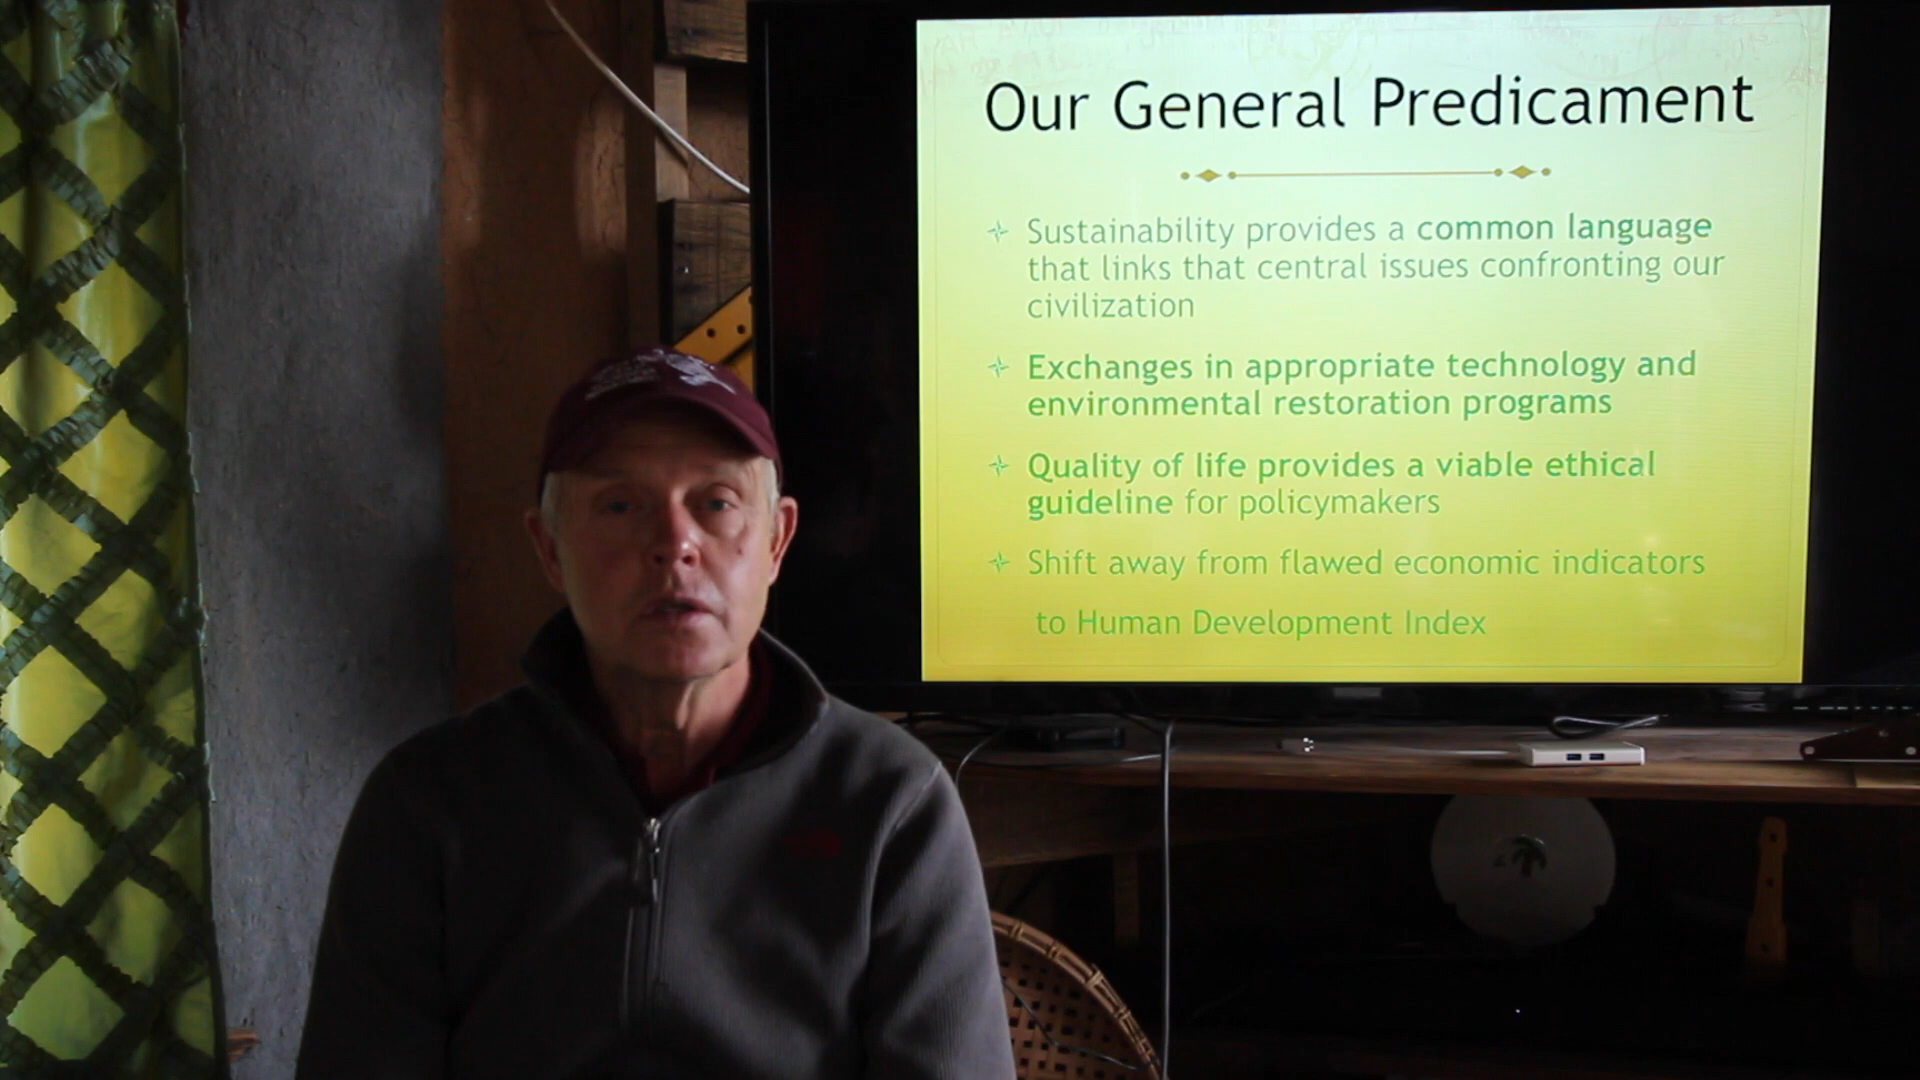 Our General Predicament
Sustainability provides a common language
that links that central issues confronting our
civilization
Exchanges in appropriate technology and
environmental restoration programs
Quality of life provides a viable ethical
guideline for policymakers
Shift away from flawed economic indicators
to Human Development Index